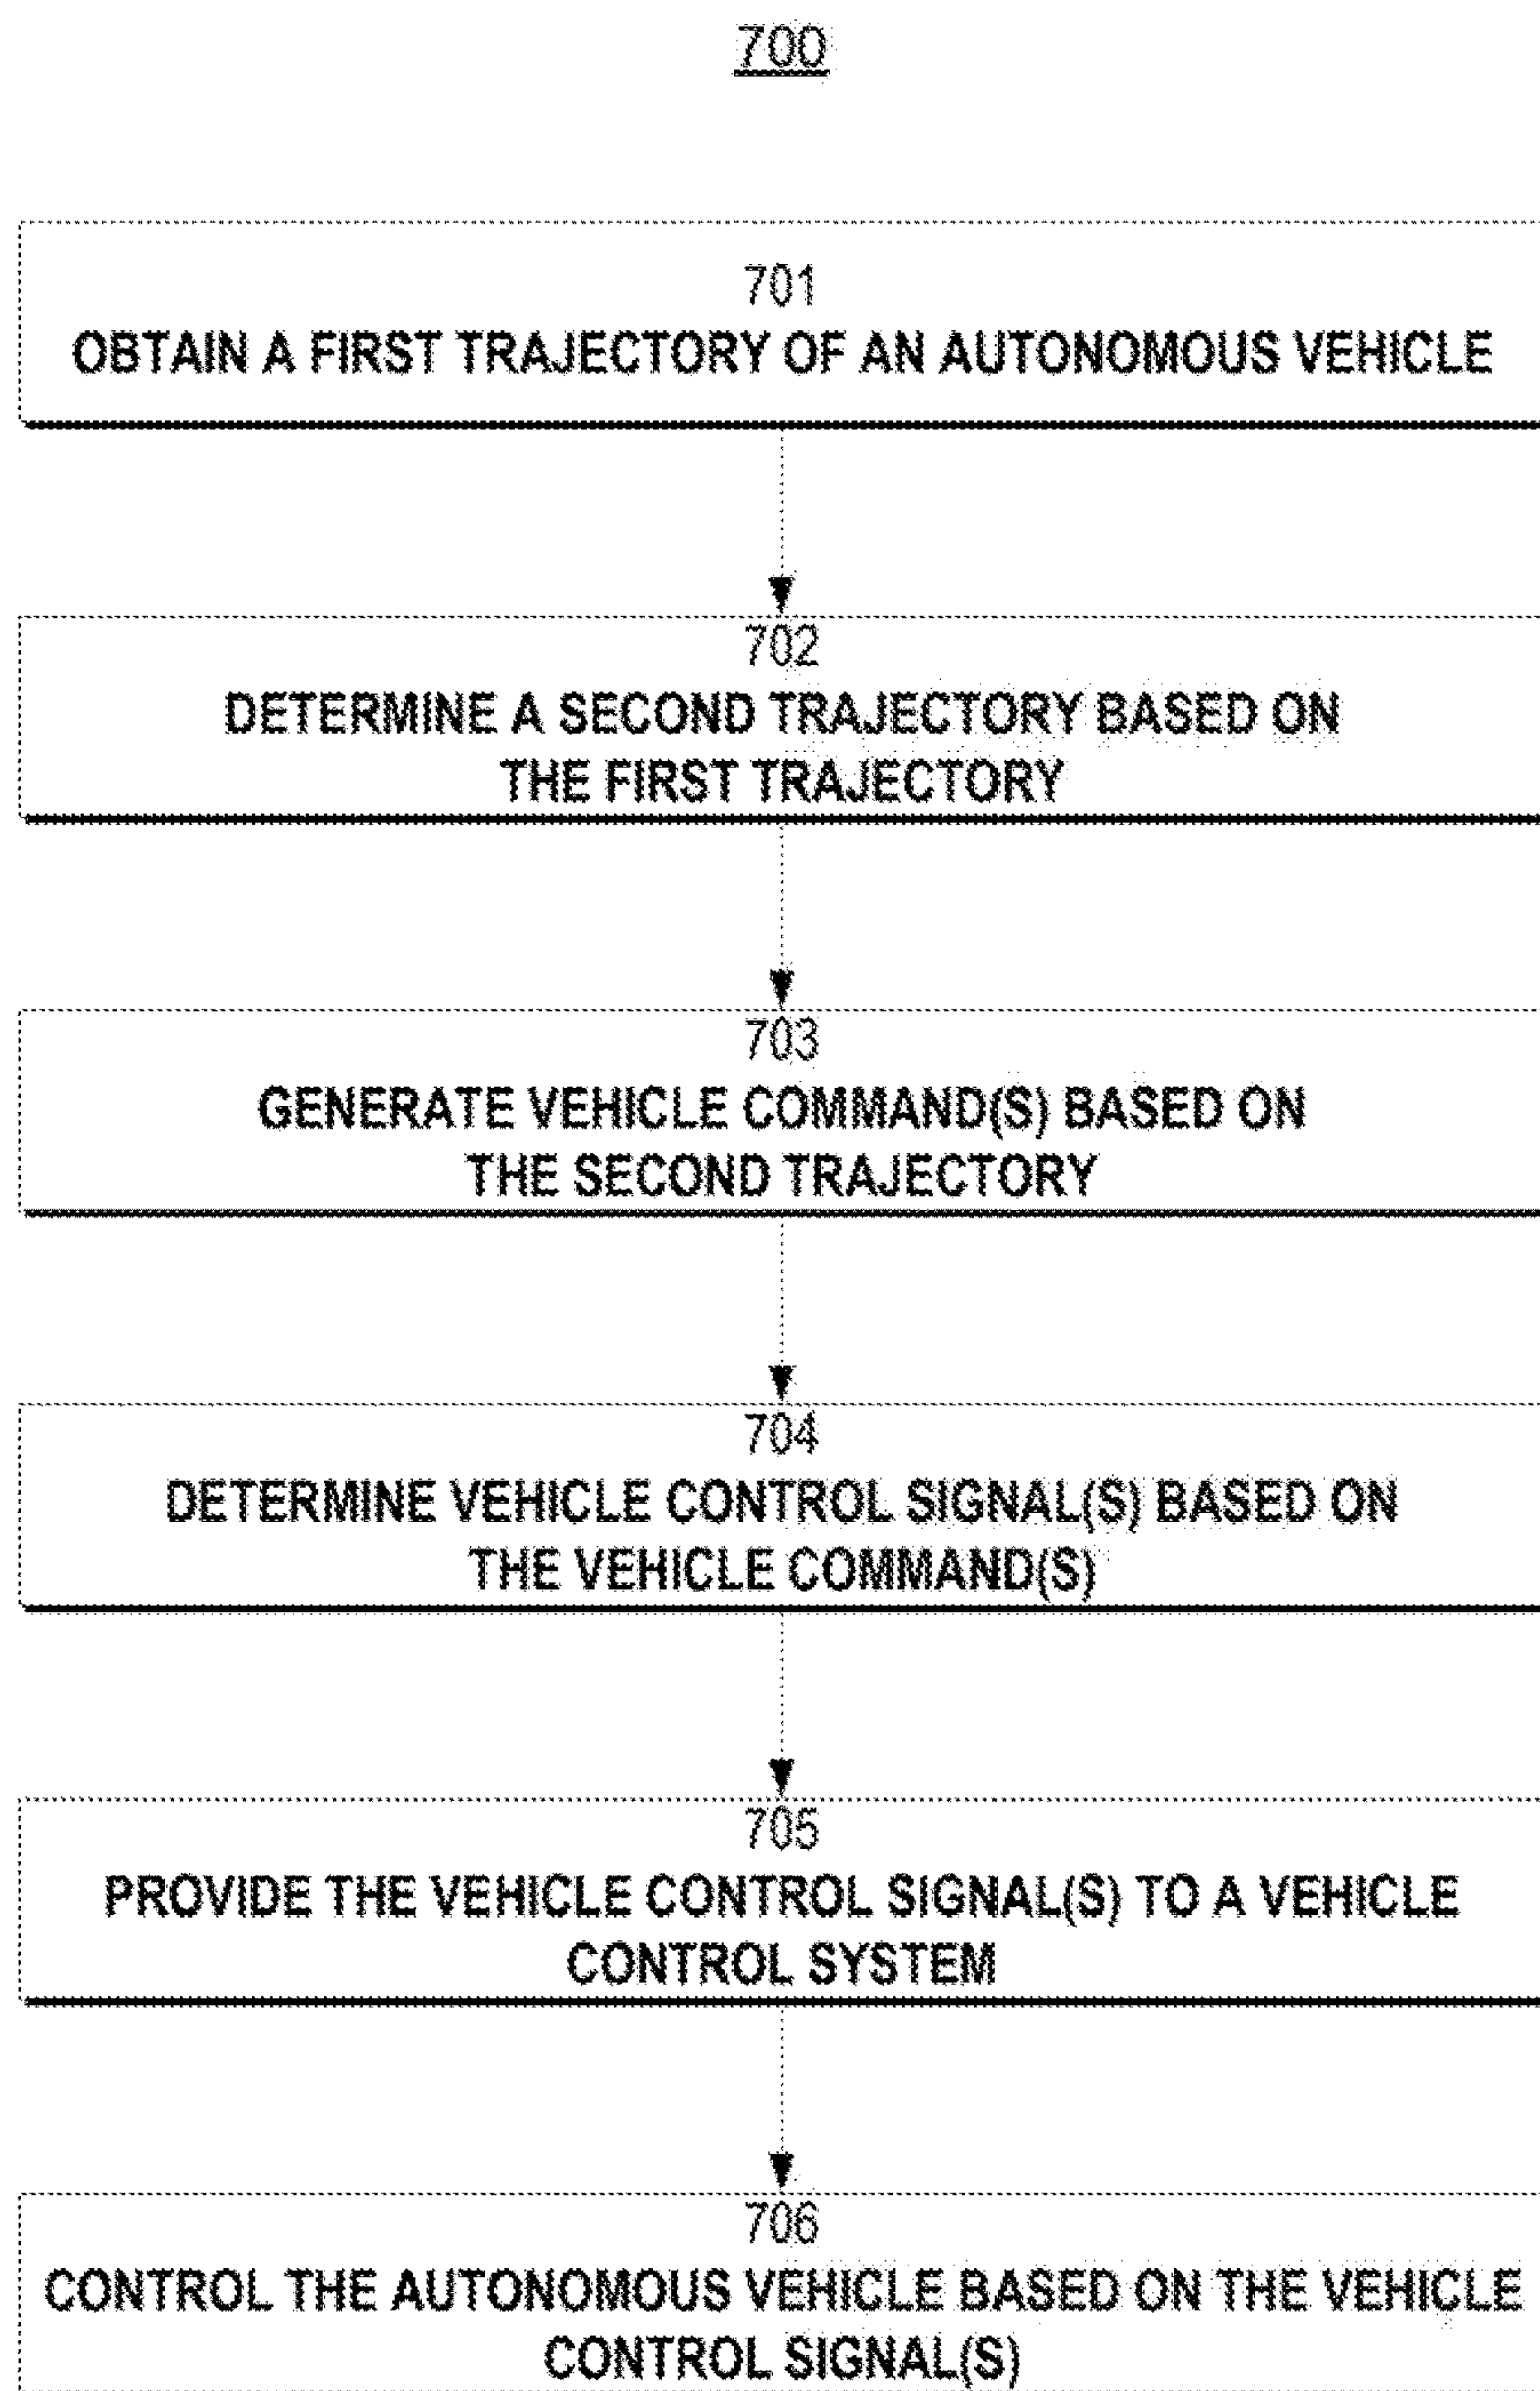 700
701
OBTAIN A FIRST TRAJECTORY OF AN AUTONOMOUS VEHICLE
702
DETERMINE A SECOND TRAJECTORY BASED ON
THE FIRST TRAJECTORY
703
GENERATE VEHICLE COMMAND(S) BASED ON
THE SECOND TRAJECTORY
704
DETERMINE VEHICLE CONTROL SIGNAL(S) BASED ON
THE VEHICLE COMMAND(S)
705
PROVIDE THE VEHICLE CONTROL SIGNAL(S) TO A VEHICLE
CONTROL SYSTEM
706
CONTROL THE AUTONOMOUS VEHICLE BASED ON THE VEHICLE
CONTROL SIGNAL(S)